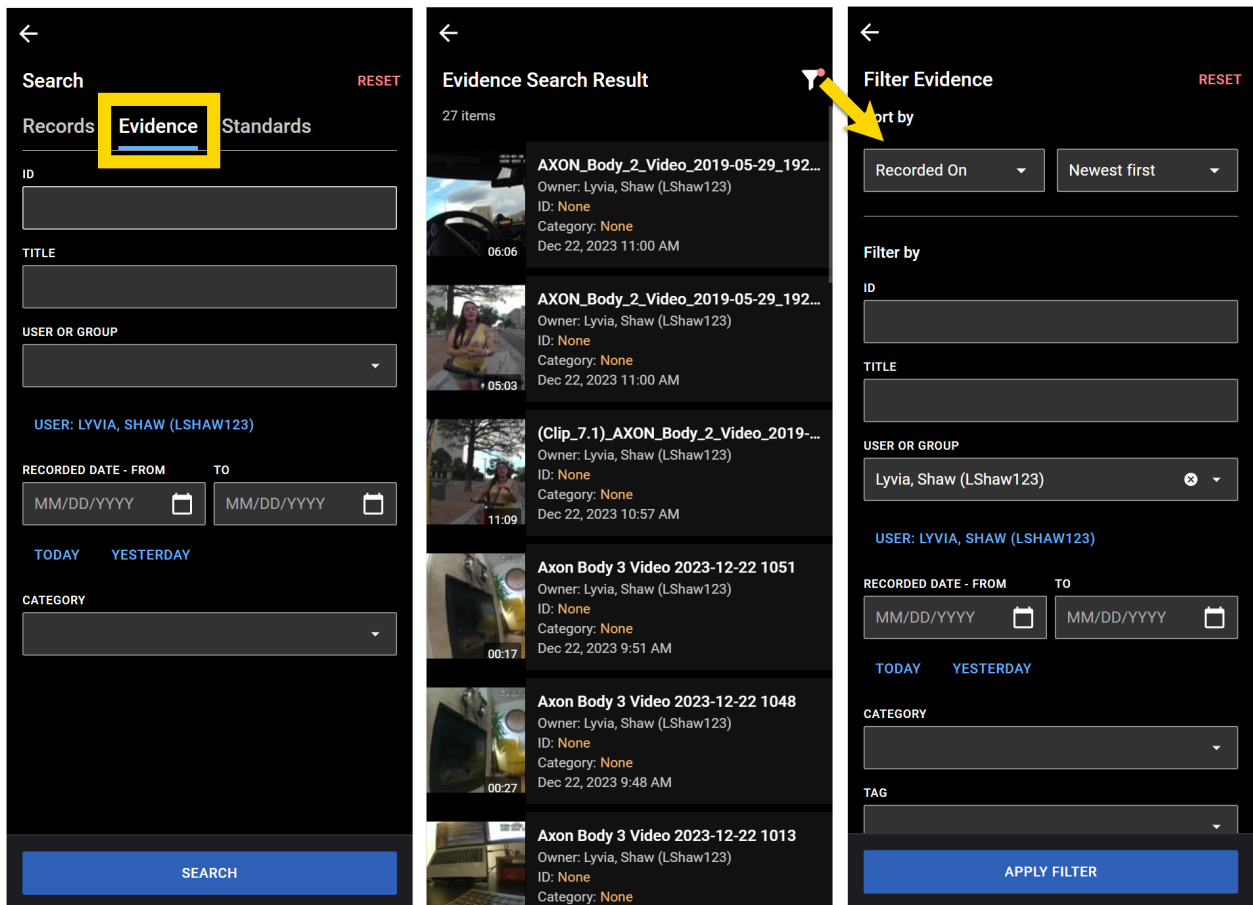 Search
RESET
Records Evidence Standards
ID
TITLE
USER OR GROUP
USER: LYVIA, SHAW (LSHAW123)
RECORDED DATE - FROM TO
MM/DD/YYYY MM/DD/YYYY
TODAY YESTERDAY
CATEGORY
SEARCH
Evidence Search Result
27 items
AXON_Body_2_Video_2019-05-29_192...
Owner: Lyvia, Shaw (LShaw123)
ID: None
Category: None
Dec 22, 2023 11:00 AM
06:06
AXON_Body_2_Video_2019-05-29_192...
Owner: Lyvia, Shaw (LShaw123)
ID: None
Category: None
Dec 22, 2023 11:00 AM
05:03
(Clip_7.1)_AXON_Body_2_Video_2019-...
Owner: Lyvia, Shaw (LShaw123)
ID: None
Category: None
Dec 22, 2023 10:57 AM
11:09
Axon Body 3 Video 2023-12-22 1051
Owner: Lyvia, Shaw (LShaw123)
ID: None
Category: None
Dec 22, 2023 9:51 AM
00:17
Axon Body 3 Video 2023-12-22 1048
Owner: Lyvia, Shaw (LShaw123)
ID: None
Category: None
Dec 22, 2023 9:48 AM
00:27
Axon Body 3 Video 2023-12-22 1013
Owner: Lyvia, Shaw (LShaw123)
ID: None
Category: None
Filter Evidence
RESET
ort by
Recorded On Newest first
Filter by
ID
TITLE
USER OR GROUP
Lyvia, Shaw (LShaw123)
USER: LYVIA, SHAW (LSHAW123)
RECORDED DATE - FROM TO
MM/DD/YYYY MM/DD/YYYY
TODAY YESTERDAY
CATEGORY
TAG
APPLY FILTER